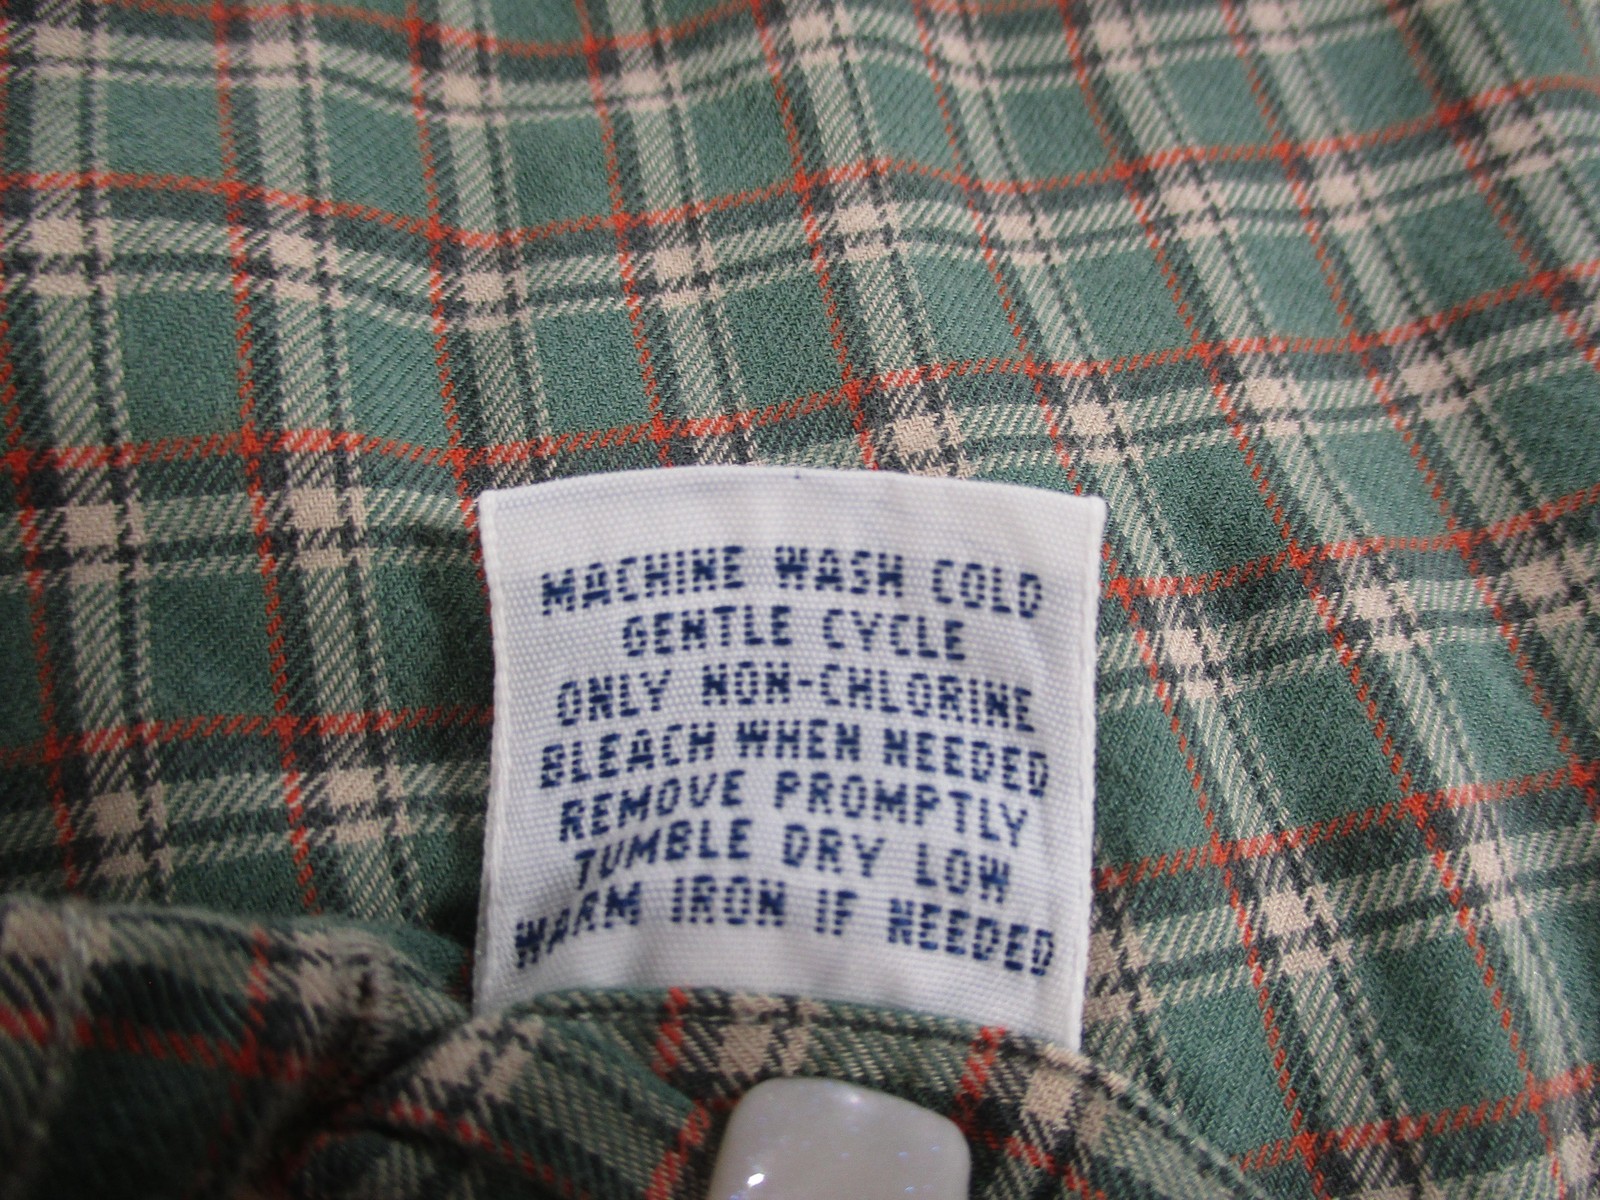 MACHINE WASH COLD
GENTLE CYCLE
ONLY NON-CHLORINE
BLEACH WHEN NEEDED
REMOVE PROMPTLY
TUMBLE DRY LOW
WARM IRON IF NEEDED